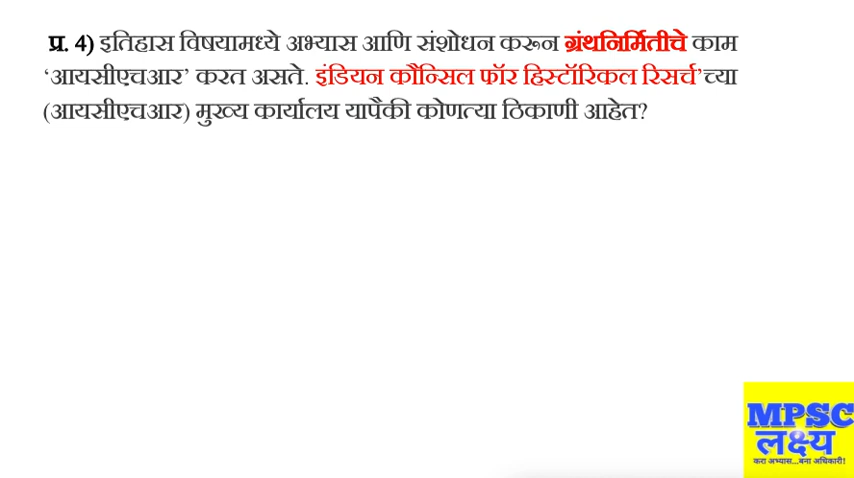 प्र. 4) इतिहास विषयामध्ये अभ्यास आणि संशोधन करून ग्रंथनिर्मितीचे काम
‘आयसीएचआर’ करत असते. इंडियन कौन्सिल फॉर हिस्टॉरिकल रिसर्च’च्या
(आयसीएचआर) मुख्य कार्यालय यापैकी कोणत्या ठिकाणी आहेत?
MPSC
लक्ष्य
करा अभ्यास...बना अधिकारी!